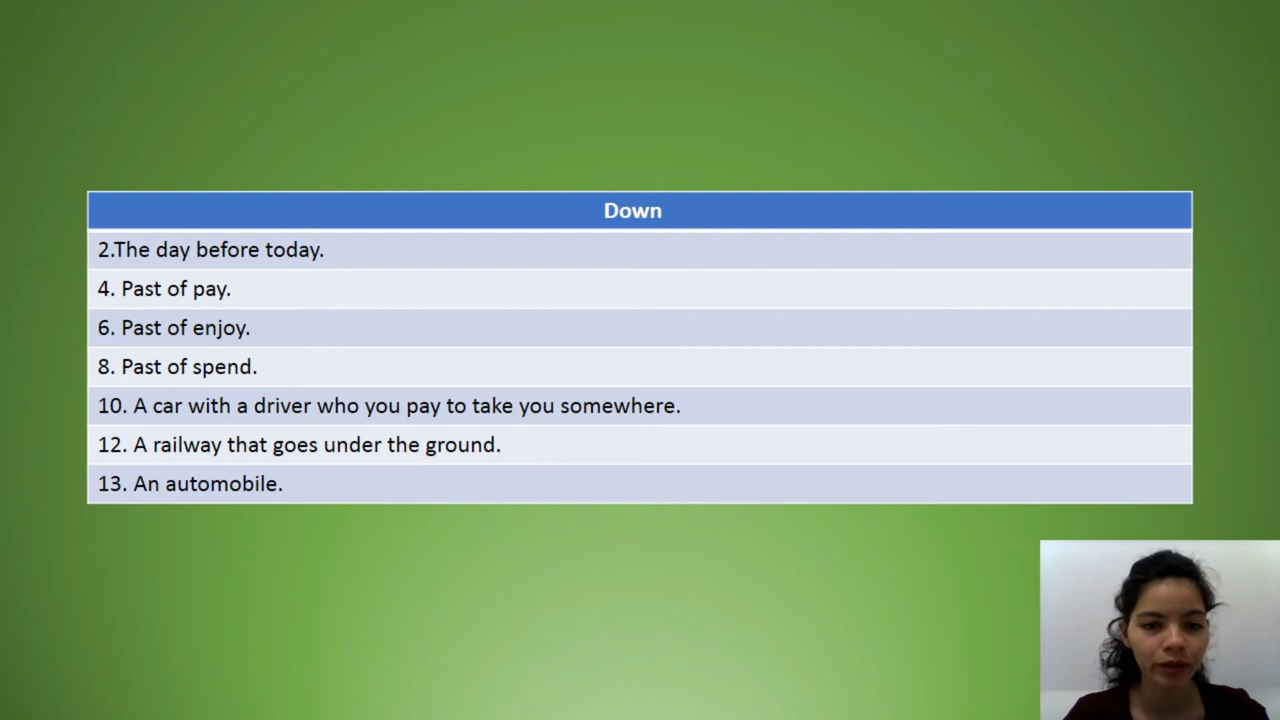 Down
2.The day before today.
4. Past of pay.
6. Past of enjoy.
8. Past of spend.
10. A car with a driver who you pay to take you somewhere.
12. A railway that goes under the ground.
13. An automobile.